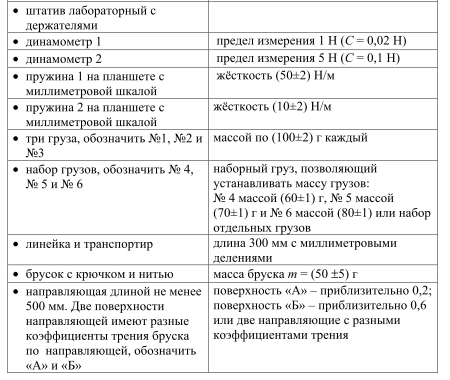 • штатив лабораторный с
держателями
• динамометр 1
предел измерения 1 Н (C = 0,02 Н)
• динамометр 2
предел измерения 5 Н (C = 0,1 Н)
• пружина 1 на планшете с
миллиметровой шкалой
жёсткость (50±2) Н/м
• пружина 2 на планшете с
миллиметровой шкалой
жёсткость (10±2) Н/м
• три груза, обозначить №1, №2 и
№3
массой по (100±2) г каждый
• набор грузов, обозначить № 4,
№ 5 и № 6
наборный груз, позволяющий
устанавливать массу грузов:
№ 4 массой (60±1) г, № 5 массой
(70±1) г и № 6 массой (80±1) или набор
отдельных грузов
• линейка и транспортир
длина 300 мм с миллиметровыми
делениями
• брусок с крючком и нитью
масса бруска m = (50 ±5) г
• направляющая длиной не менее
500 мм. Две поверхности
направляющей имеют разные
коэффициенты трения бруска
по направляющей, обозначить
«А» и «Б»
поверхность «А» – приблизительно 0,2;
поверхность «Б» – приблизительно 0,6
или две направляющие с разными
коэффициентами трения